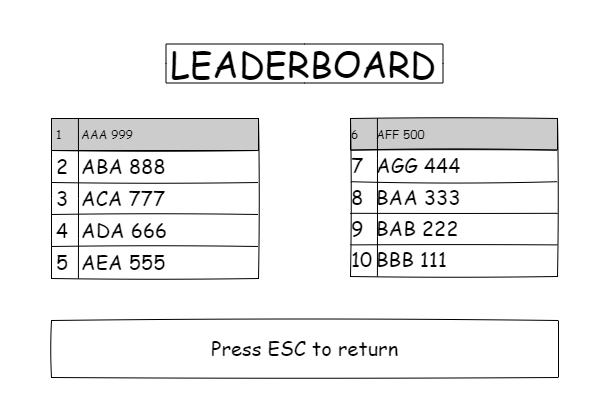 LEADERBOARD
1 AAA 999
2 ABA 888
3 ACA 777
4 ADA 666
5 AEA 555
6 AFF 500
7 AGG 444
8 BAA 333
9 BAB 222
10 BBB 111
Press ESC to return